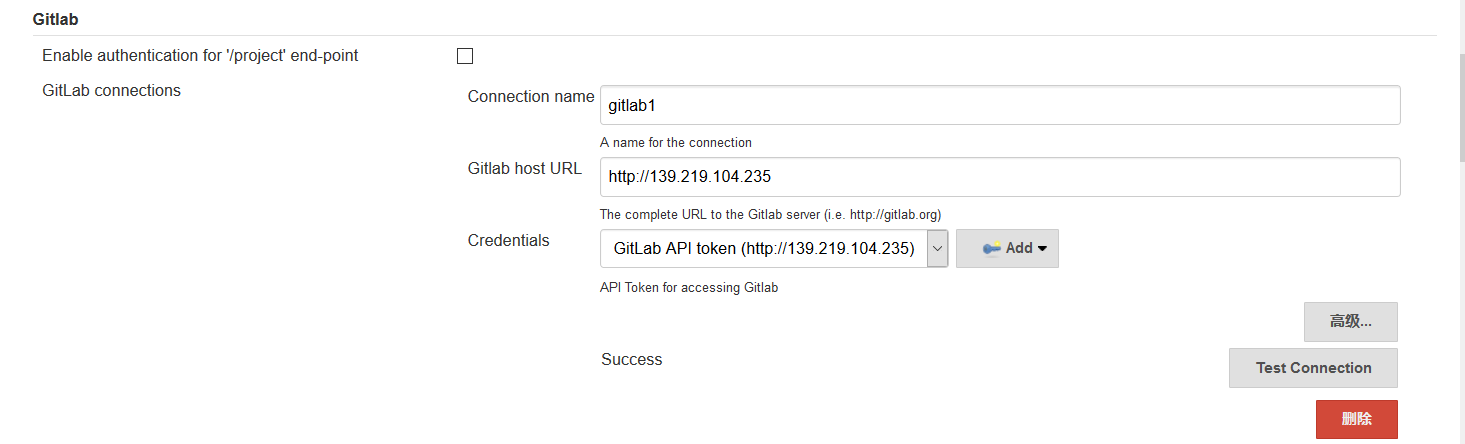 Gitlab
Enable authentication for '/project' end-point
GitLab connections
Connection name gitlab1
A name for the connection
Gitlab host URL http://139.219.104.235
The complete URL to the Gitlab server (i.e. http://gitlab.org)
Credentials GitLab API token (http://139.219.104.235) Add
API Token for accessing Gitlab
高级...
Success Test Connection
删除